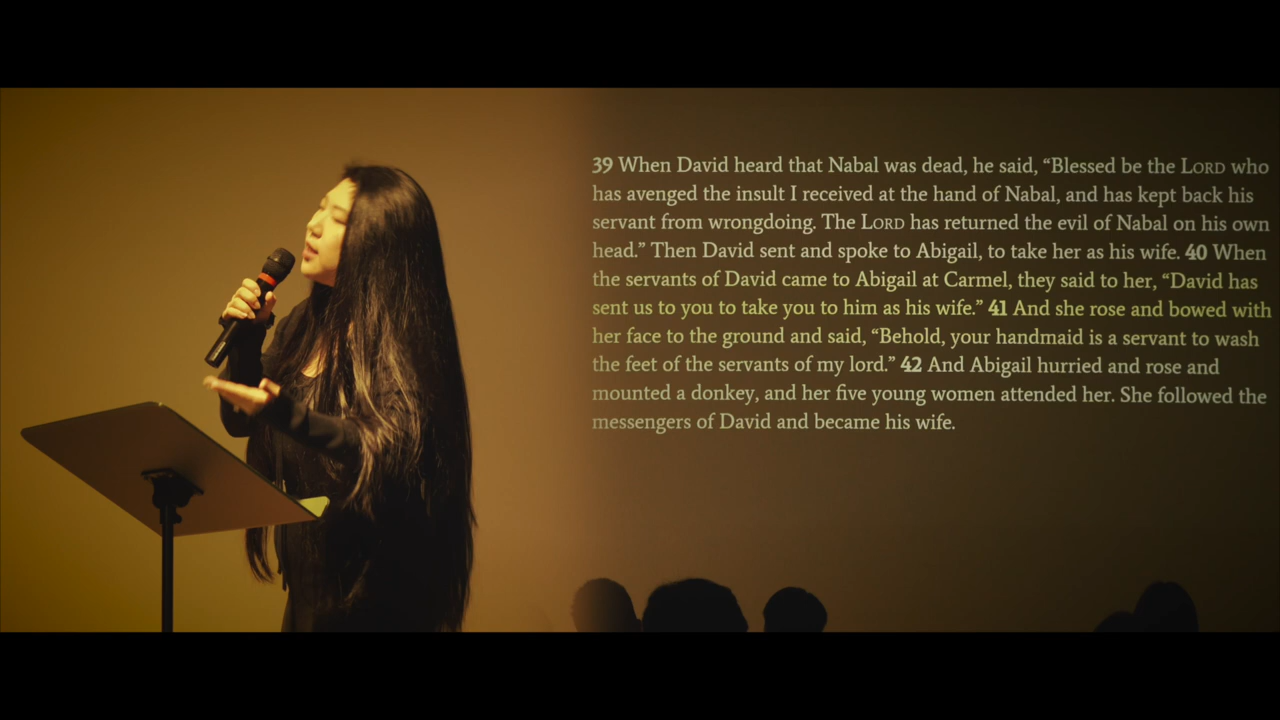 39 When David heard that Nabal was dead, he said, “Blessed be the LORD who
has avenged the insult I received at the hand of Nabal, and has kept back his
servant from wrongdoing. The LORD has returned the evil of Nabal on his own
head.” Then David sent and spoke to Abigail, to take her as his wife. 40 When
the servants of David came to Abigail at Carmel, they said to her, “David has
sent us to you to take you to him as his wife.” 41 And she rose and bowed with
her face to the ground and said, “Behold, your handmaid is a servant to wash
the feet of the servants of my lord.” 42 And Abigail hurried and rose and
mounted a donkey, and her five young women attended her. She followed the
messengers of David and became his wife.